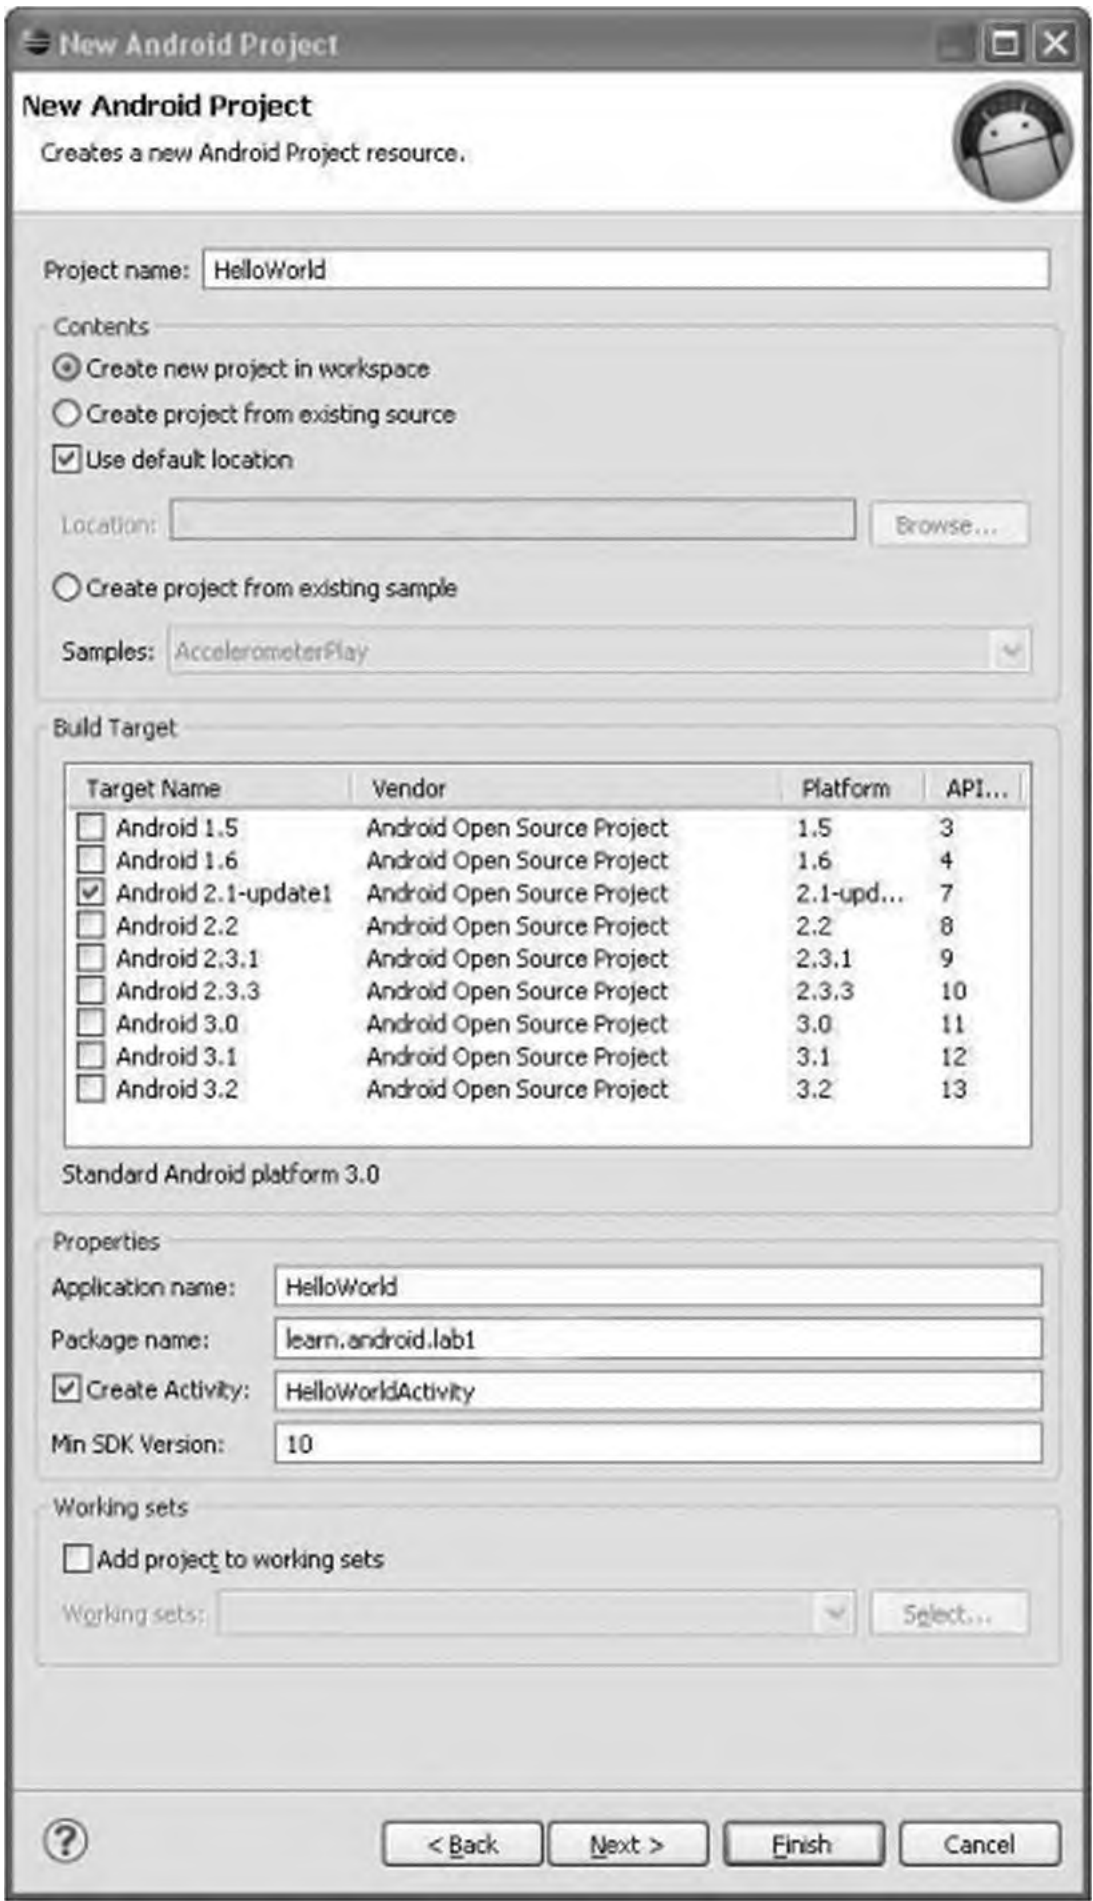 New Android Project
New Android Project
Creates a new Android Project resource.
Project name: HelloWorld
Contents
Create new project in workspace
Create project from existing source
Use default location
Location: Browse...
Create project from existing sample
Samples: AccelerometerPlay
Build Target
Target Name Vendor Platform API...
Android 1.5 Android Open Source Project 1.5 3
Android 1.6 Android Open Source Project 1.6 4
Android 2.1-update1 Android Open Source Project 2.1-upd... 7
Android 2.2 Android Open Source Project 2.2 8
Android 2.3.1 Android Open Source Project 2.3.1 9
Android 2.3.3 Android Open Source Project 2.3.3 10
Android 3.0 Android Open Source Project 3.0 11
Android 3.1 Android Open Source Project 3.1 12
Android 3.2 Android Open Source Project 3.2 13
Standard Android platform 3.0
Properties
Application name: HelloWorld
Package name: learn.android.lab1
Create Activity: HelloWorldActivity
Min SDK Version: 10
Working sets
Add project to working sets
Working sets: Select...
? < Back Next > Finish Cancel